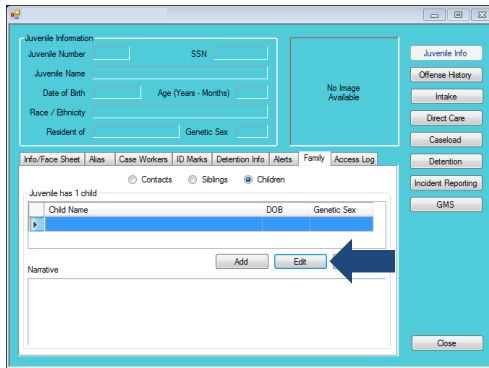 Juvenile Information
Juvenile Number SSN
Juvenile Name
Date of Birth Age (Years - Months)
Race / Ethnicity
Resident of Genetic Sex
No Image
Available
Juvenile Info
Offense History
Intake
Direct Care
Caseload
Detention
Incident Reporting
GMS
Info/Face Sheet Alias Case Workers ID Marks Detention Info Alerts Family Access Log
Contacts Siblings Children
Juvenile has 1 child
Child Name DOB Genetic Sex
Add Edit
Narrative
Close